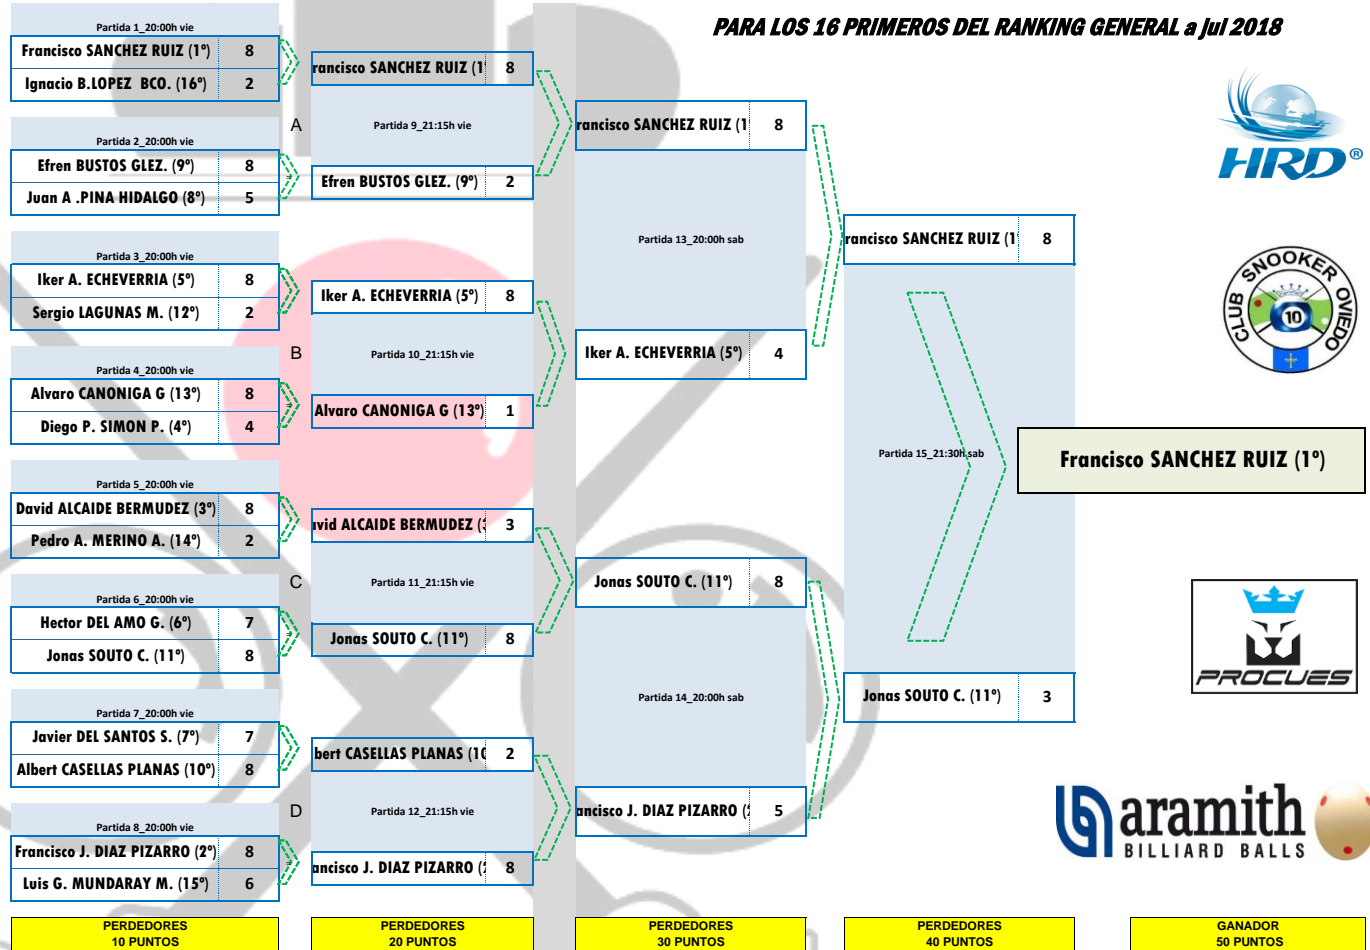 PARA LOS 16 PRIMEROS DEL RANKING GENERAL a Jul 2018
Partida 1_20:00h vie
Francisco SANCHEZ RUIZ (1º) 8
Ignacio B.LOPEZ BCO. (16º) 2
Partida 2_20:00h vie
Efren BUSTOS GLEZ. (9º) 8
Juan A .PINA HIDALGO (8º) 5
Partida 3_20:00h vie
Iker A. ECHEVERRIA (5º) 8
Sergio LAGUNAS M. (12º) 2
Partida 4_20:00h vie
Alvaro CANONIGA G (13º) 8
Diego P. SIMON P. (4º) 4
Partida 5_20:00h vie
David ALCAIDE BERMUDEZ (3º) 8
Pedro A. MERINO A. (14º) 2
Partida 6_20:00h vie
Hector DEL AMO G. (6º) 7
Jonas SOUTO C. (11º) 8
Partida 7_20:00h vie
Javier DEL SANTOS S. (7º) 7
Albert CASELLAS PLANAS (10º) 8
Partida 8_20:00h vie
Francisco J. DIAZ PIZARRO (2º) 8
Luis G. MUNDARAY M. (15º) 6
PERDEDORES
10 PUNTOS
A
B
C
D
rancisco SANCHEZ RUIZ (1º 8
Partida 9_21:15h vie
Efren BUSTOS GLEZ. (9º) 2
Iker A. ECHEVERRIA (5º) 8
Partida 10_21:15h vie
Alvaro CANONIGA G (13º) 1
vid ALCAIDE BERMUDEZ (3 3
Partida 11_21:15h vie
Jonas SOUTO C. (11º) 8
bert CASELLAS PLANAS (10 2
Partida 12_21:15h vie
ancisco J. DIAZ PIZARRO (2 8
PERDEDORES
20 PUNTOS
rancisco SANCHEZ RUIZ (1 8
Partida 13_20:00h sab
Iker A. ECHEVERRIA (5º) 4
Jonas SOUTO C. (11º) 8
Partida 14_20:00h sab
ancisco J. DIAZ PIZARRO (2 5
PERDEDORES
30 PUNTOS
rancisco SANCHEZ RUIZ (1 8
Partida 15_21:30h sab
Jonas SOUTO C. (11º) 3
PERDEDORES
40 PUNTOS
HRD®
CLUB SNOOKER OVIEDO
10
Francisco SANCHEZ RUIZ (1º)
PROCUES
aramith
BILLIARD BALLS
GANADOR
50 PUNTOS